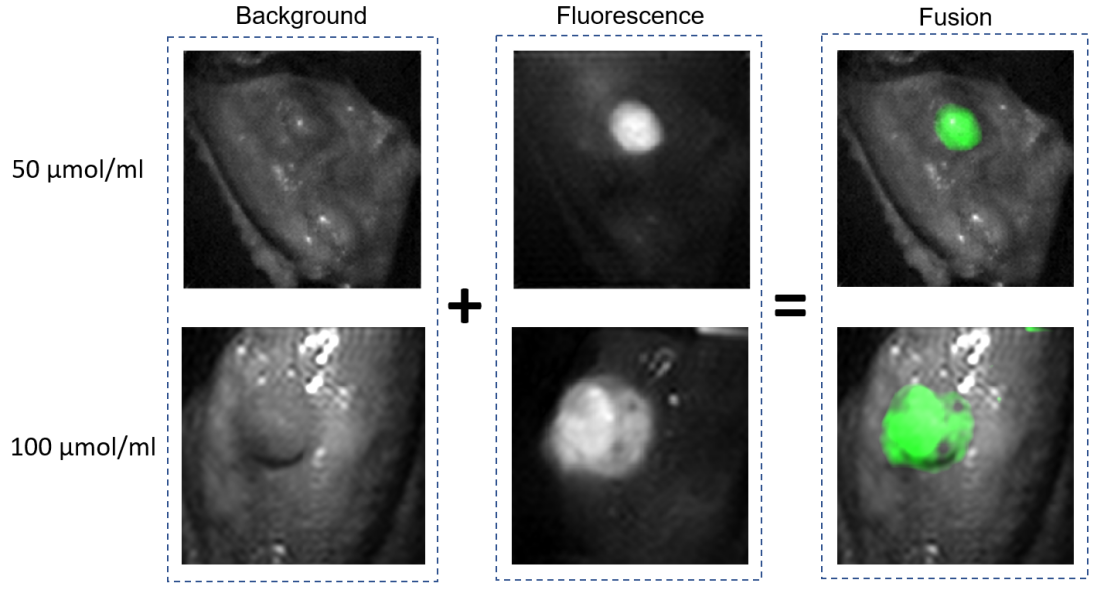 Background
Fluorescence
Fusion
50 μmol/ml
+
=
100 μmol/ml